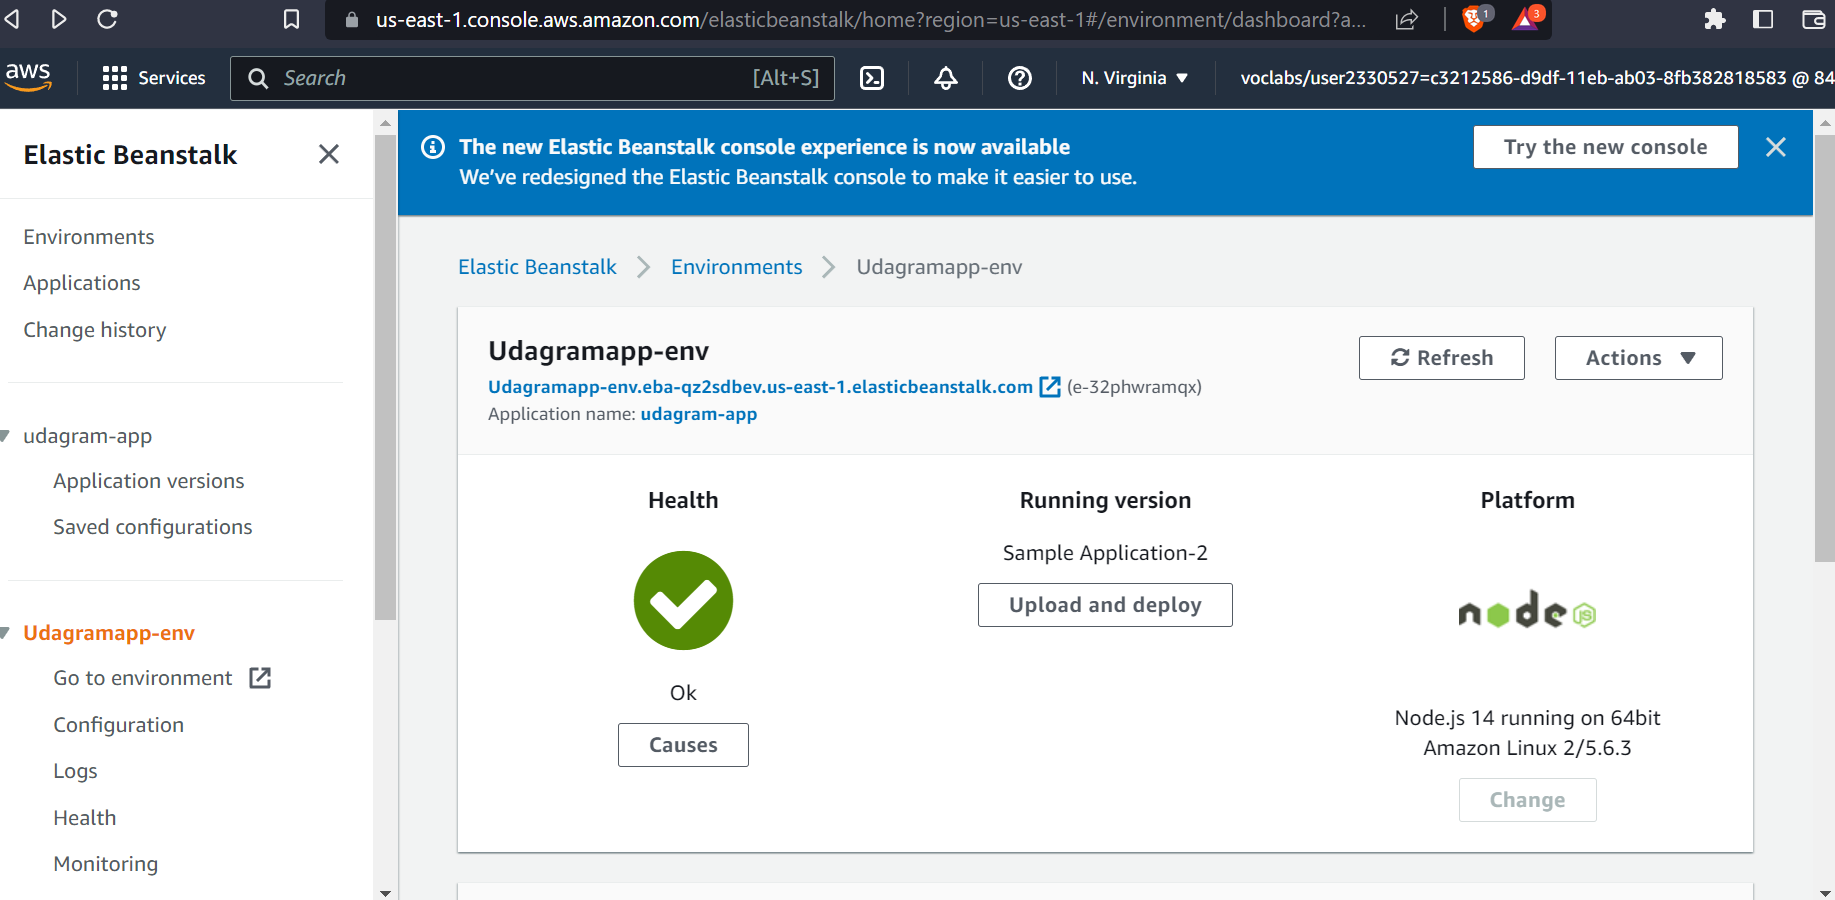 us-east-1.console.aws.amazon.com/elasticbeanstalk/home?region=us-east-1#/environment/dashboard?a...
1
3
aws
Services
Search
[Alt+S]
N. Virginia
voclabs/user2330527=c3212586-d9df-11eb-ab03-8fb382818583 @ 84
Elastic Beanstalk
Environments
Applications
Change history
udagram-app
Application versions
Saved configurations
Udagramapp-env
Go to environment
Configuration
Logs
Health
Monitoring
The new Elastic Beanstalk console experience is now available
We’ve redesigned the Elastic Beanstalk console to make it easier to use.
Try the new console
Elastic Beanstalk
Environments
Udagramapp-env
Udagramapp-env
Udagramapp-env.eba-qz2sdbev.us-east-1.elasticbeanstalk.com (e-32phwramqx)
Application name: udagram-app
Refresh
Actions
Health
Ok
Causes
Running version
Sample Application-2
Upload and deploy
Platform
node JS
Node.js 14 running on 64bit
Amazon Linux 2/5.6.3
Change